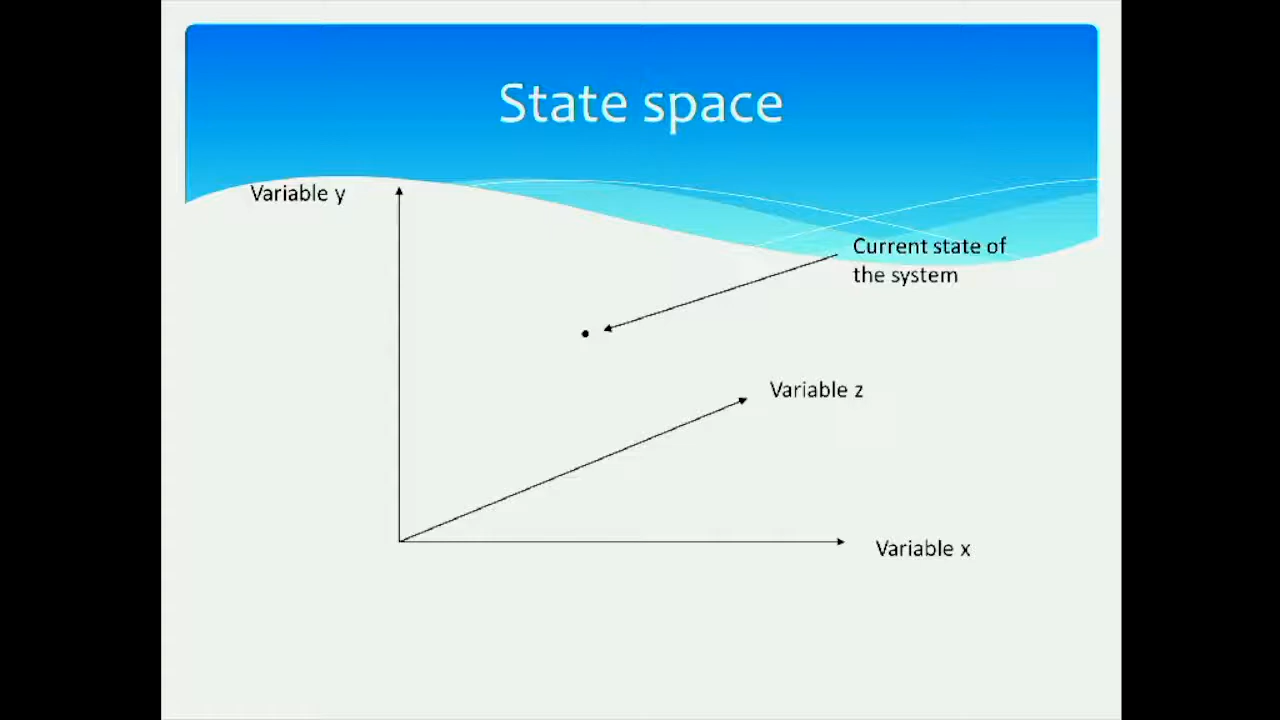 State space
Variable y
Current state of
the system
Variable z
Variable x